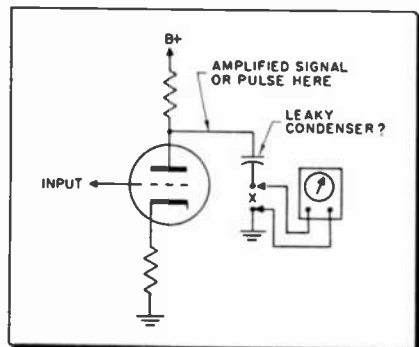 B+
AMPLIFIED SIGNAL
OR PULSE HERE
LEAKY
CONDENSER?
INPUT
X